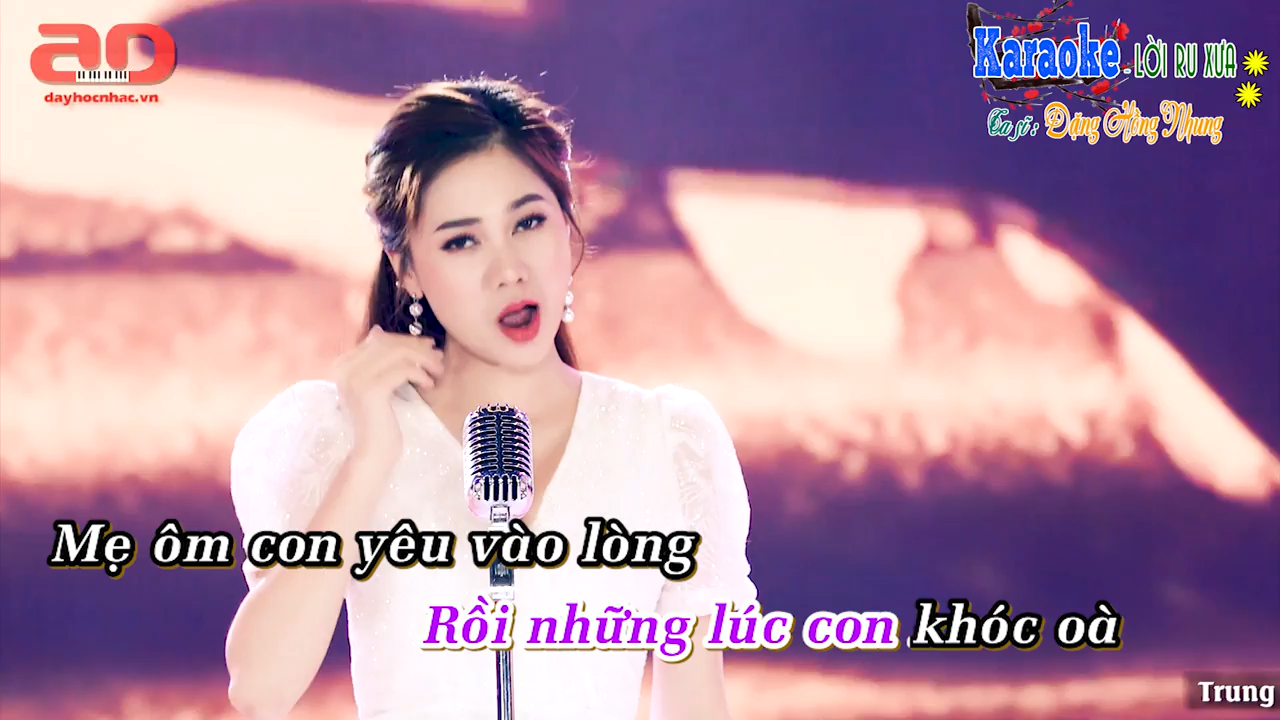 an
dayhocnhac.vn
Karaoke - LỜI RU XƯA
Ca sĩ : Đặng Hồng Nhung
Mẹ ôm con yêu vào lòng
Rồi những lúc con khóc oà
Trung